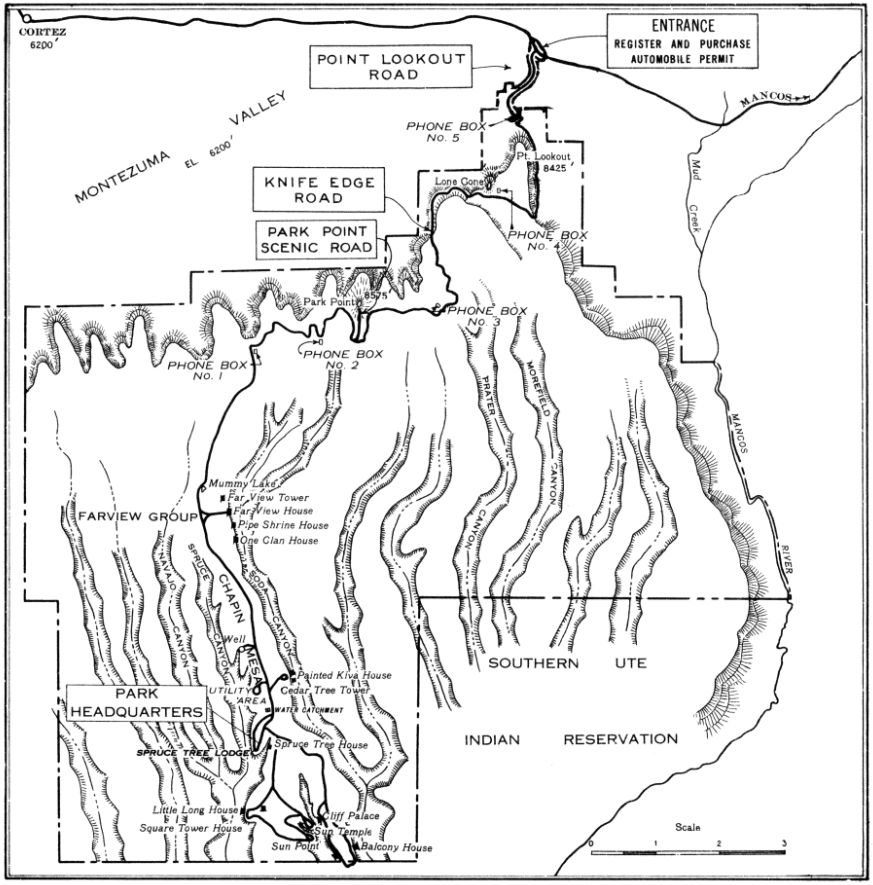 CORTEZ
6200'
ENTRANCE
REGISTER AND PURCHASE
AUTOMOBILE PERMIT
POINT LOOKOUT
ROAD
MANCOS
MONTEZUMA VALLEY
EL 6200'
PHONE BOX
No. 5
Pt. Lookout
8425'
Mud
Creek
Lone Cone
KNIFE EDGE
ROAD
PARK POINT
SCENIC ROAD
PHONE BOX
No. 4
Park Point
8575'
PHONE BOX
No. 3
PHONE BOX
No. 2
PHONE BOX
No. 1
PRATER
CANYON
MOREFIELD
CANYON
MANCOS
RIVER
Mummy Lake
Far View Tower
FARVIEW GROUP
Far View House
Pipe Shrine House
One Clan House
NAVAJO
CANYON
SPRUCE
CANYON
CHAPIN
MESA
SODA
CANYON
Well
SOUTHERN UTE
INDIAN RESERVATION
Painted Kiva House
Cedar Tree Tower
UTILITY
AREA
WATER CATCHMENT
PARK
HEADQUARTERS
SPRUCE TREE LODGE
Spruce Tree House
Little Long House
Square Tower House
Cliff Palace
Sun Temple
Sun Point
Balcony House
Scale
0 1 2 3